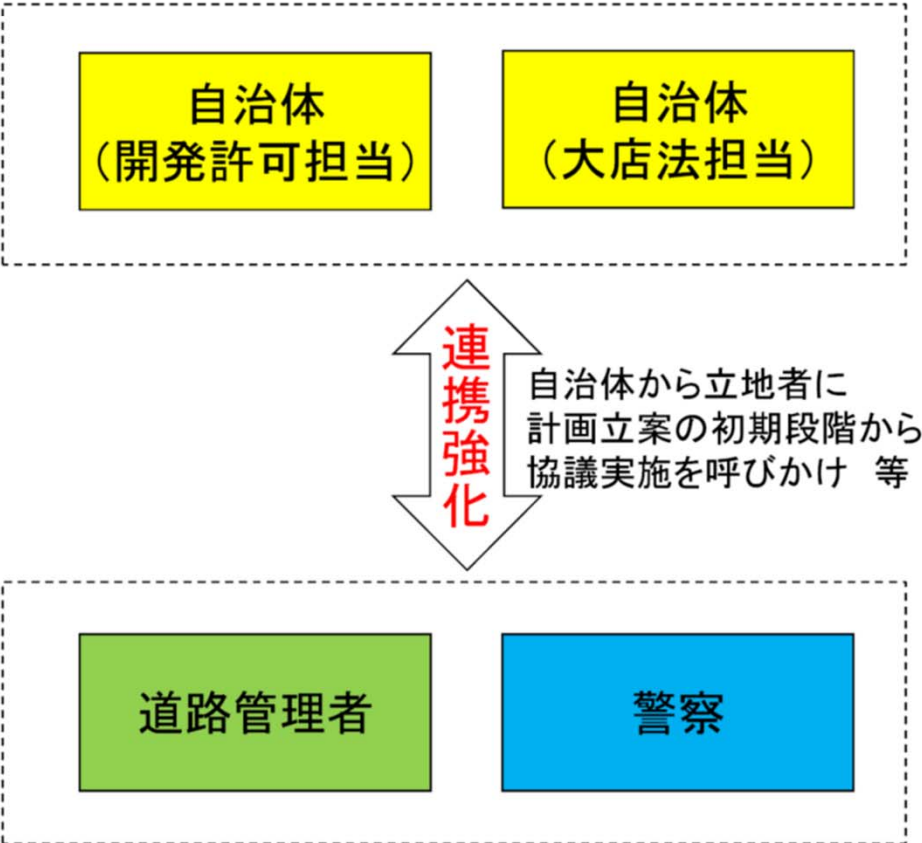 自治体
（開発許可担当）
自治体
（大店法担当）
連携強化
自治体から立地者に
計画立案の初期段階から
協議実施を呼びかけ　等
道路管理者
警察